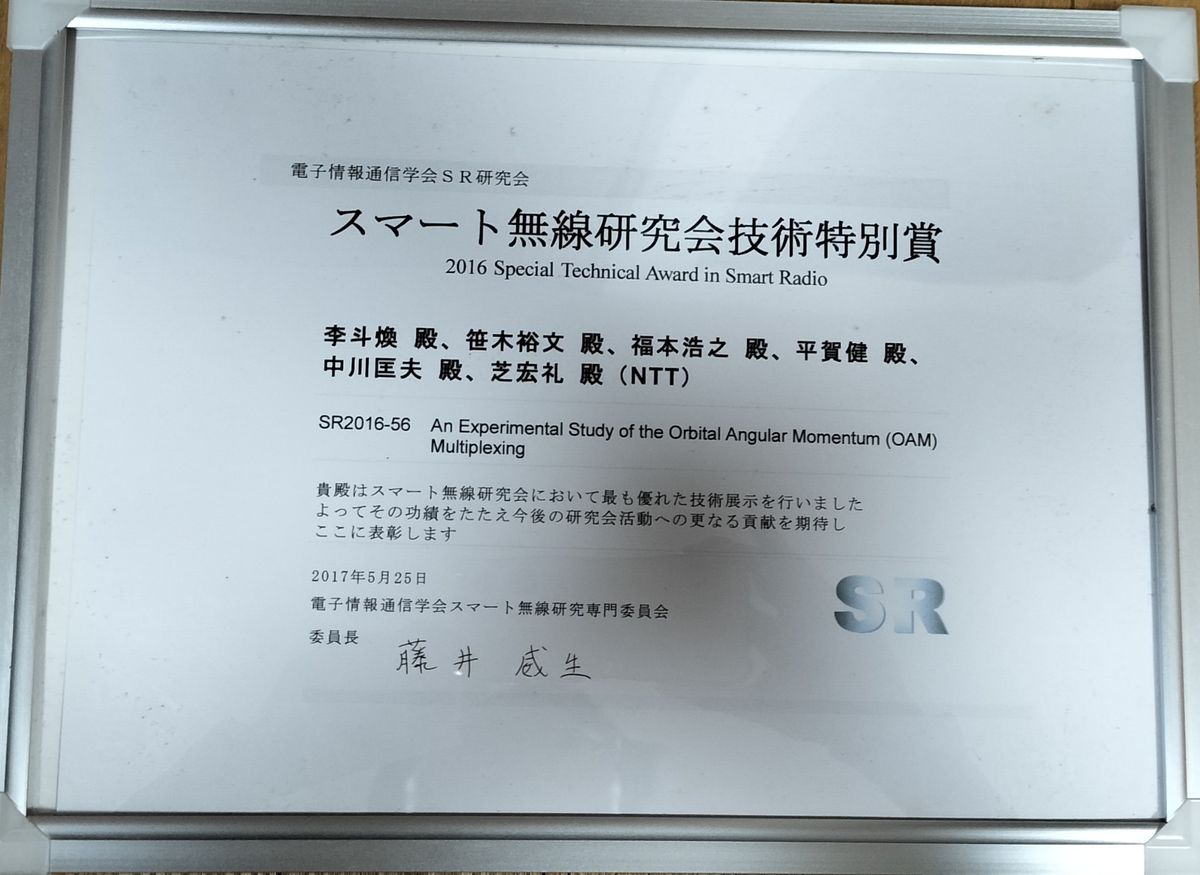 電子情報通信学会ＳＲ研究会
スマート無線研究会技術特別賞
2016 Special Technical Award in Smart Radio
李斗煥 殿、笹木裕文 殿、福本浩之 殿、平賀健 殿、
中川匡夫 殿、芝宏礼 殿（NTT）
SR2016-56 An Experimental Study of the Orbital Angular Momentum (OAM)
Multiplexing
貴殿はスマート無線研究会において最も優れた技術展示を行いました
よってその功績をたたえ今後の研究会活動への更なる貢献を期待し
ここに表彰します
2017年5月25日
電子情報通信学会スマート無線研究専門委員会
委員長 藤井 威生
SR